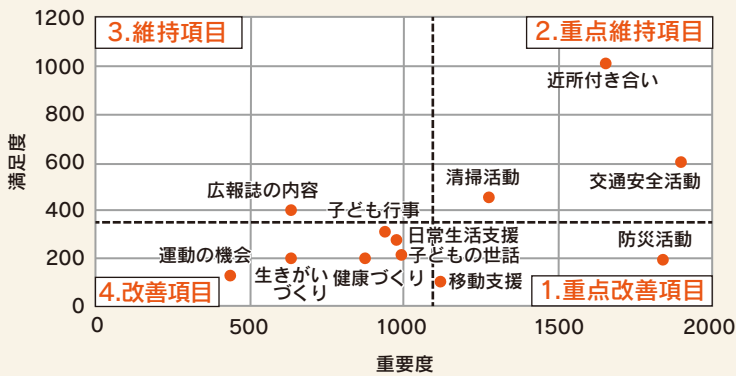 1200
1000
800
600
400
200
0
満足度
3.維持項目
2.重点維持項目
近所付き合い
交通安全活動
清掃活動
広報誌の内容
子ども行事
日常生活支援
子どもの世話
防災活動
運動の機会
生きがい
づくり
健康づくり
移動支援
4.改善項目
1.重点改善項目
0
500
1000
1500
2000
重要度